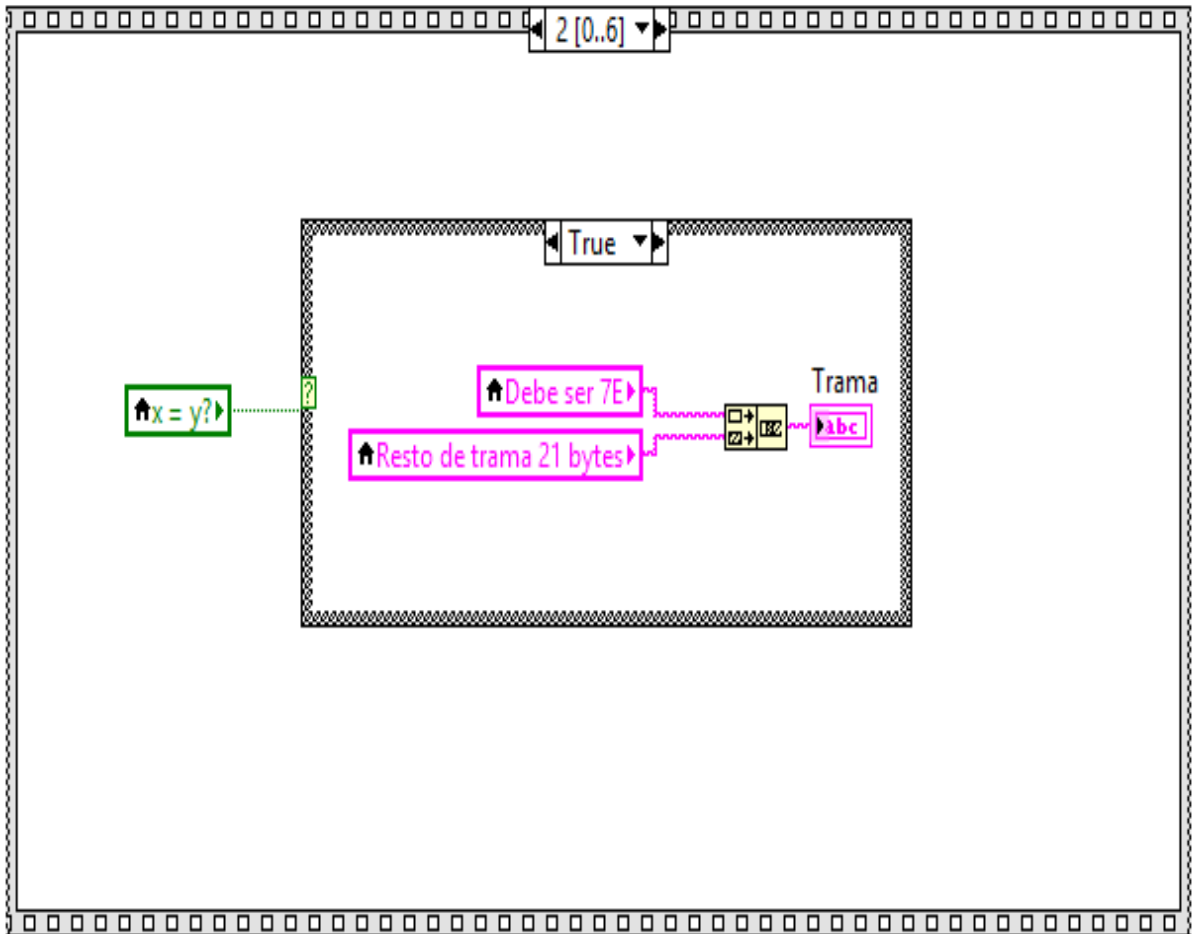 2 [0..6]
True
x = y?
?
Debe ser 7E
Resto de trama 21 bytes
Trama
abc